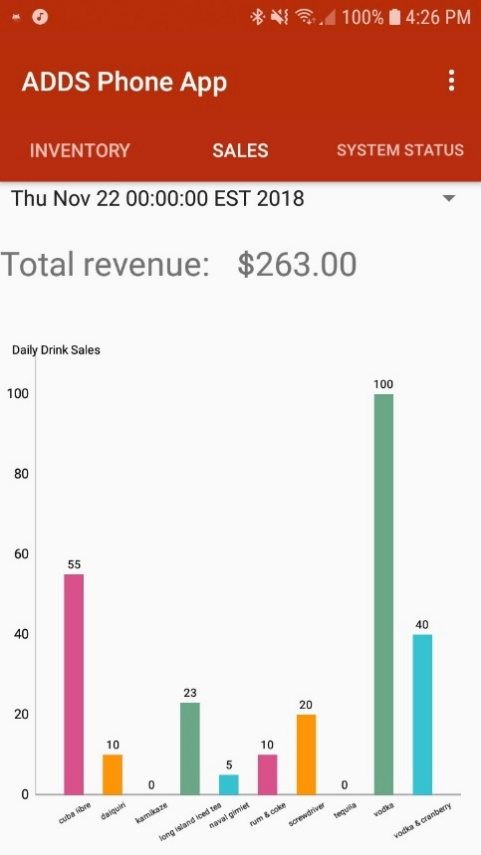 100% 4:26 PM
ADDS Phone App
INVENTORY SALES SYSTEM STATUS
Thu Nov 22 00:00:00 EST 2018
Total revenue: $263.00
Daily Drink Sales
100
80
60
40
20
0
55
10
0
23
5
10
20
0
100
40
cuba libre
daiquiri
kamikaze
long island iced tea
naval gimlet
rum & coke
screwdriver
tequila
vodka
vodka & cranberry